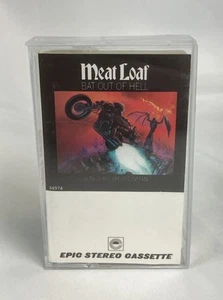 Meat Loaf
BAT OUT OF HELL
34974
EPIC STEREO CASSETTE